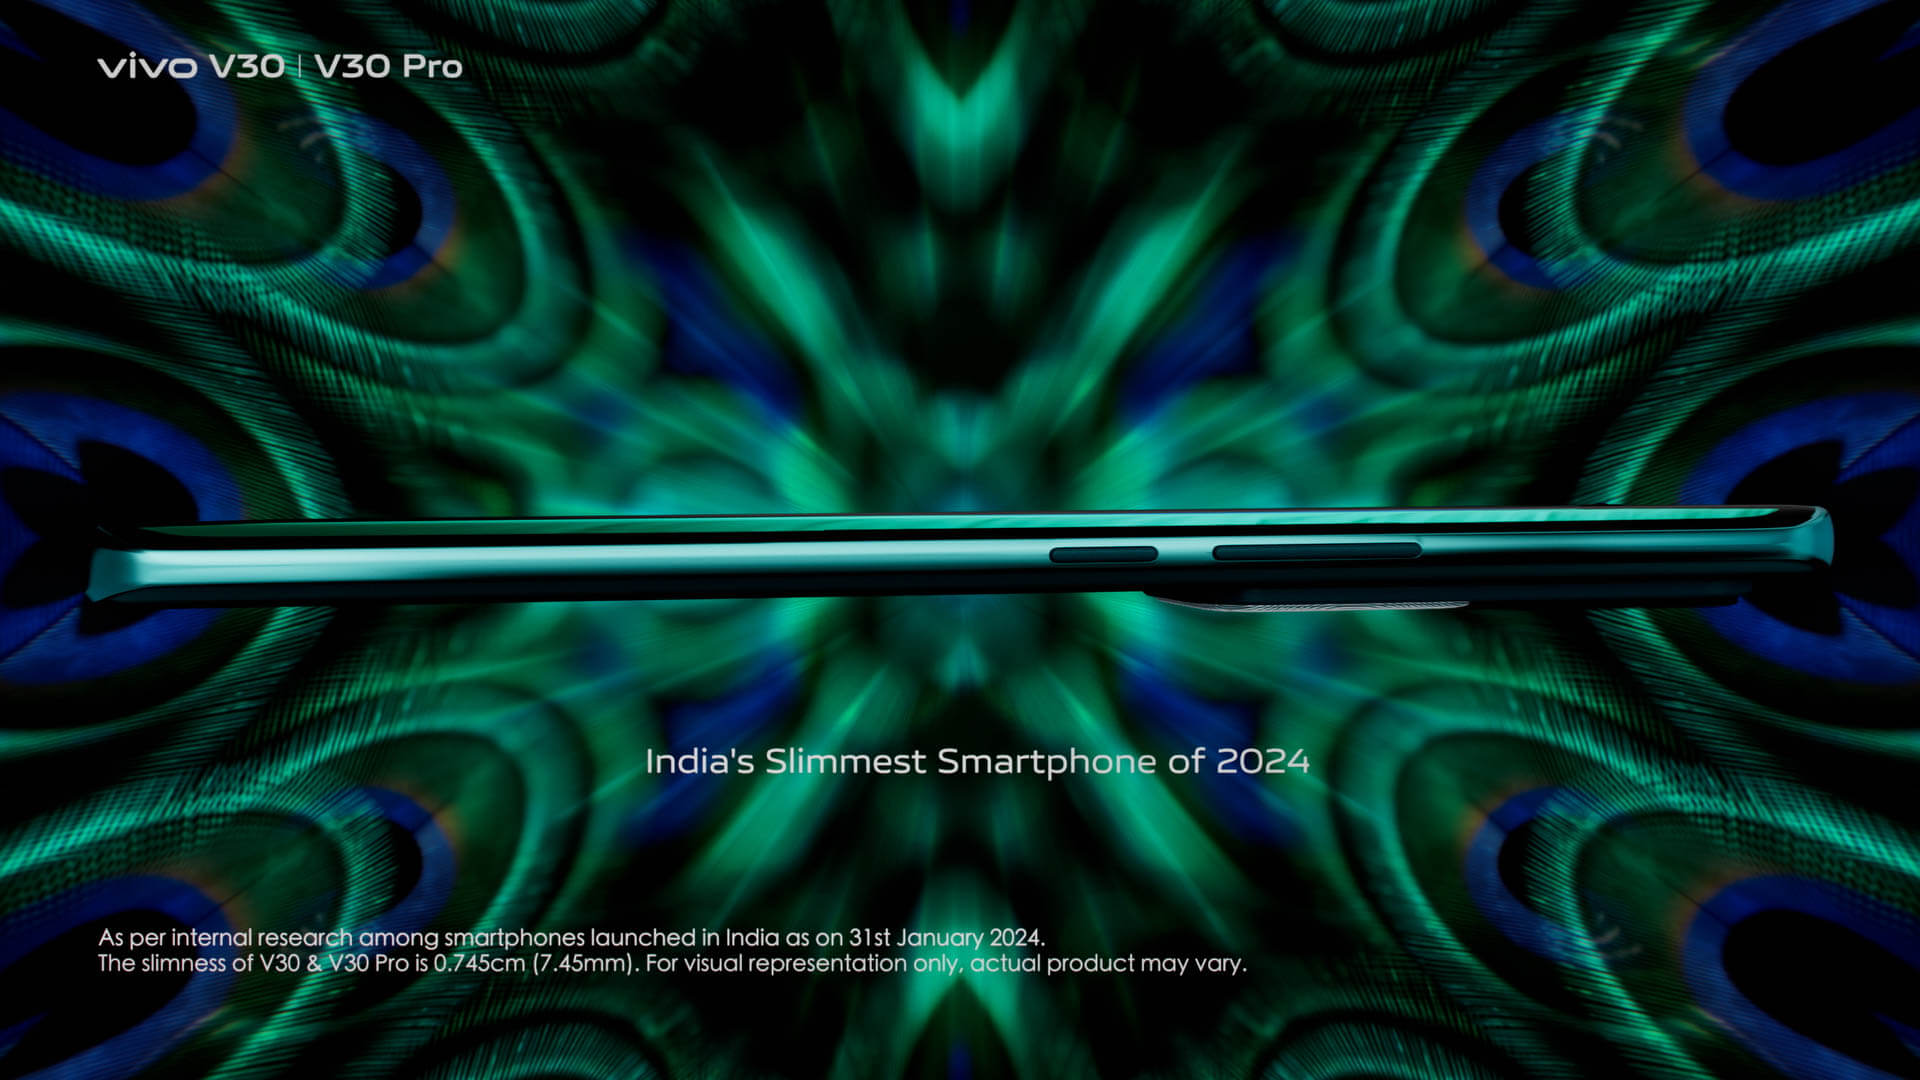 vivo V30 | V30 Pro
India's Slimmest Smartphone of 2024
As per internal research among smartphones launched in India as on 31st January 2024.
The slimness of V30 & V30 Pro is 0.745cm (7.45mm). For visual representation only, actual product may vary.